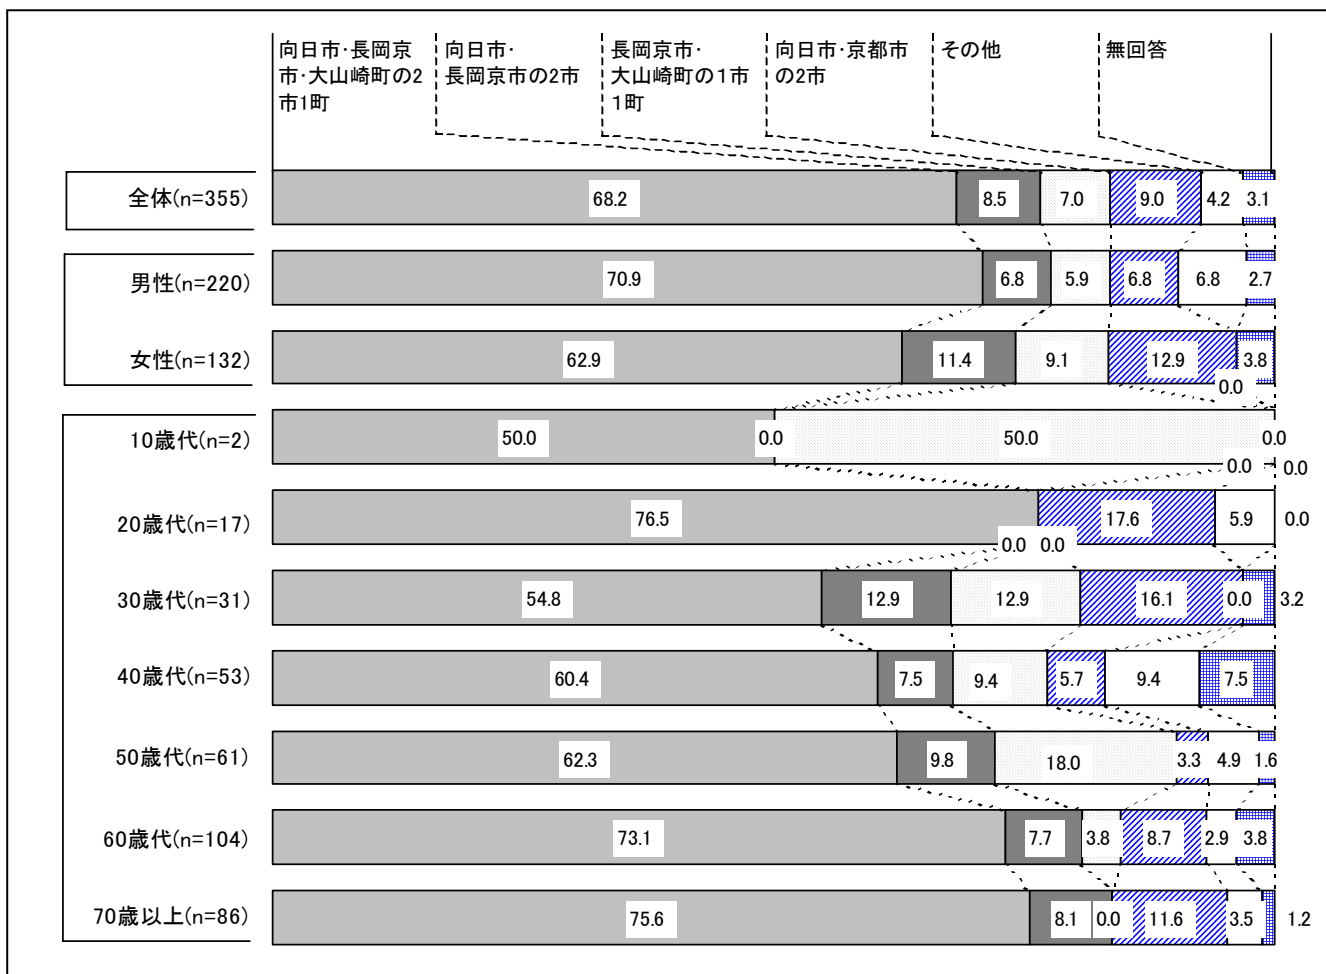 向日市・長岡京
市・大山崎町の2
市1町
向日市・
長岡京市の2市
長岡京市・
大山崎町の1市
1町
向日市・京都市
の2市
その他
無回答
全体(n=355)
68.2
8.5
7.0
9.0
4.2
3.1
男性(n=220)
70.9
6.8
5.9
6.8
6.8
2.7
女性(n=132)
62.9
11.4
9.1
12.9
0.0
3.8
10歳代(n=2)
50.0
0.0
50.0
0.0
0.0
0.0
20歳代(n=17)
76.5
0.0
0.0
17.6
5.9
0.0
30歳代(n=31)
54.8
12.9
12.9
16.1
0.0
3.2
40歳代(n=53)
60.4
7.5
9.4
5.7
9.4
7.5
50歳代(n=61)
62.3
9.8
18.0
3.3
4.9
1.6
60歳代(n=104)
73.1
7.7
3.8
8.7
2.9
3.8
70歳以上(n=86)
75.6
8.1
0.0
11.6
3.5
1.2